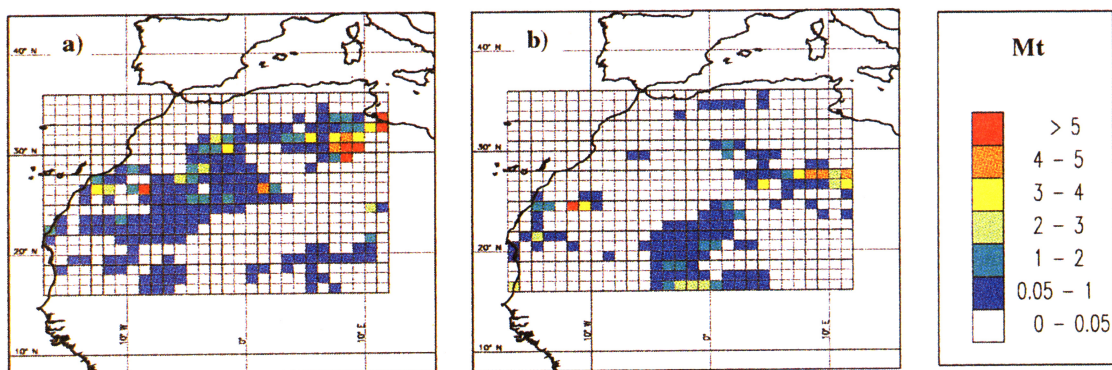 a)
40° N
30° N
20° N
10° N
10° W
0°
10° E
b)
40° N
30° N
20° N
10° N
10° W
0°
10° E
Mt
> 5
4 - 5
3 - 4
2 - 3
1 - 2
0.05 - 1
0 - 0.05